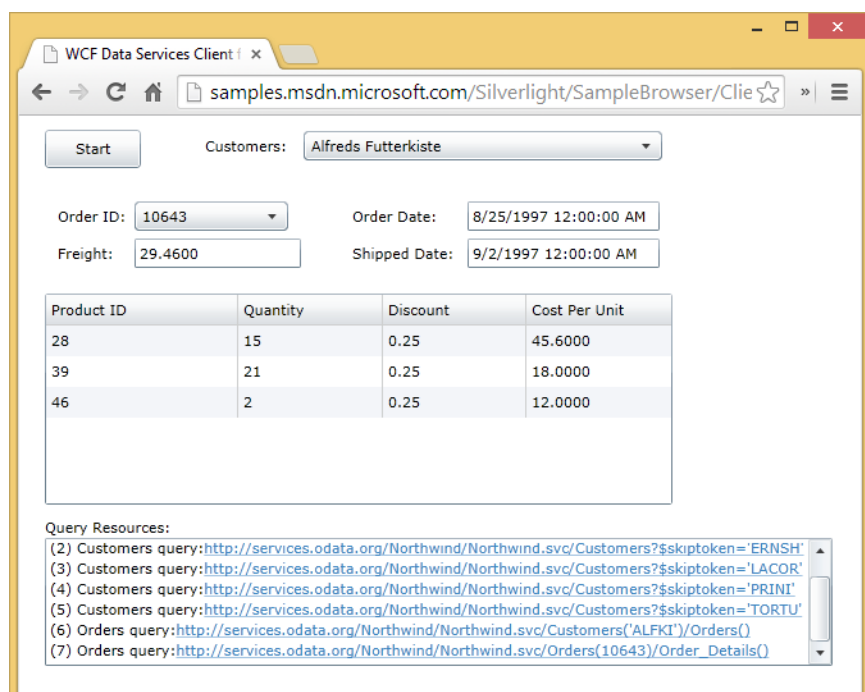 WCF Data Services Client f
samples.msdn.microsoft.com/Silverlight/SampleBrowser/Clie
Start Customers: Alfreds Futterkiste
Order ID: 10643 Order Date: 8/25/1997 12:00:00 AM
Freight: 29.4600 Shipped Date: 9/2/1997 12:00:00 AM
Product ID Quantity Discount Cost Per Unit
28 15 0.25 45.6000
39 21 0.25 18.0000
46 2 0.25 12.0000
Query Resources:
(2) Customers query:http://services.odata.org/Northwind/Northwind.svc/Customers?$skiptoken='ERNSH'
(3) Customers query:http://services.odata.org/Northwind/Northwind.svc/Customers?$skiptoken='LACOR'
(4) Customers query:http://services.odata.org/Northwind/Northwind.svc/Customers?$skiptoken='PRINI'
(5) Customers query:http://services.odata.org/Northwind/Northwind.svc/Customers?$skiptoken='TORTU'
(6) Orders query:http://services.odata.org/Northwind/Northwind.svc/Customers('ALFKI')/Orders()
(7) Orders query:http://services.odata.org/Northwind/Northwind.svc/Orders(10643)/Order_Details()